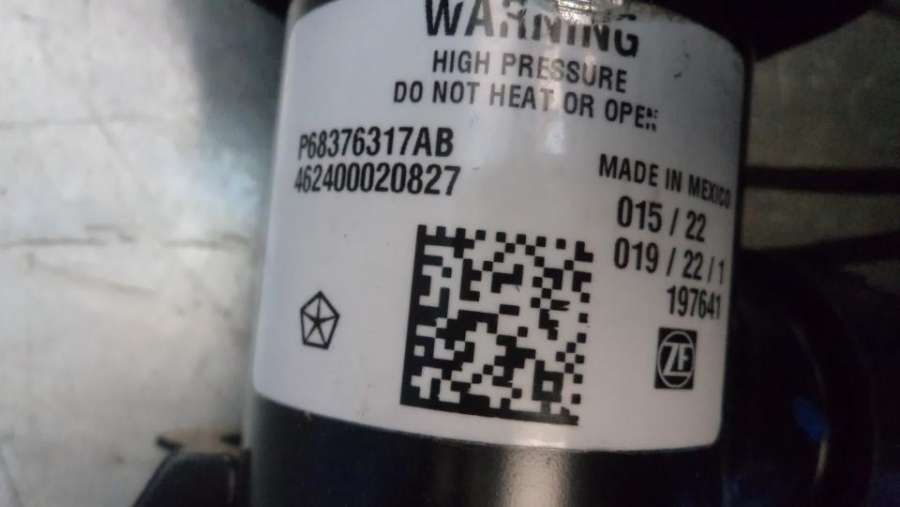 WARNING
HIGH PRESSURE
DO NOT HEAT OR OPEN
P68376317AB
462400020827
MADE IN MEXICO
015 / 22
019 / 22 / 1
197641
ZF